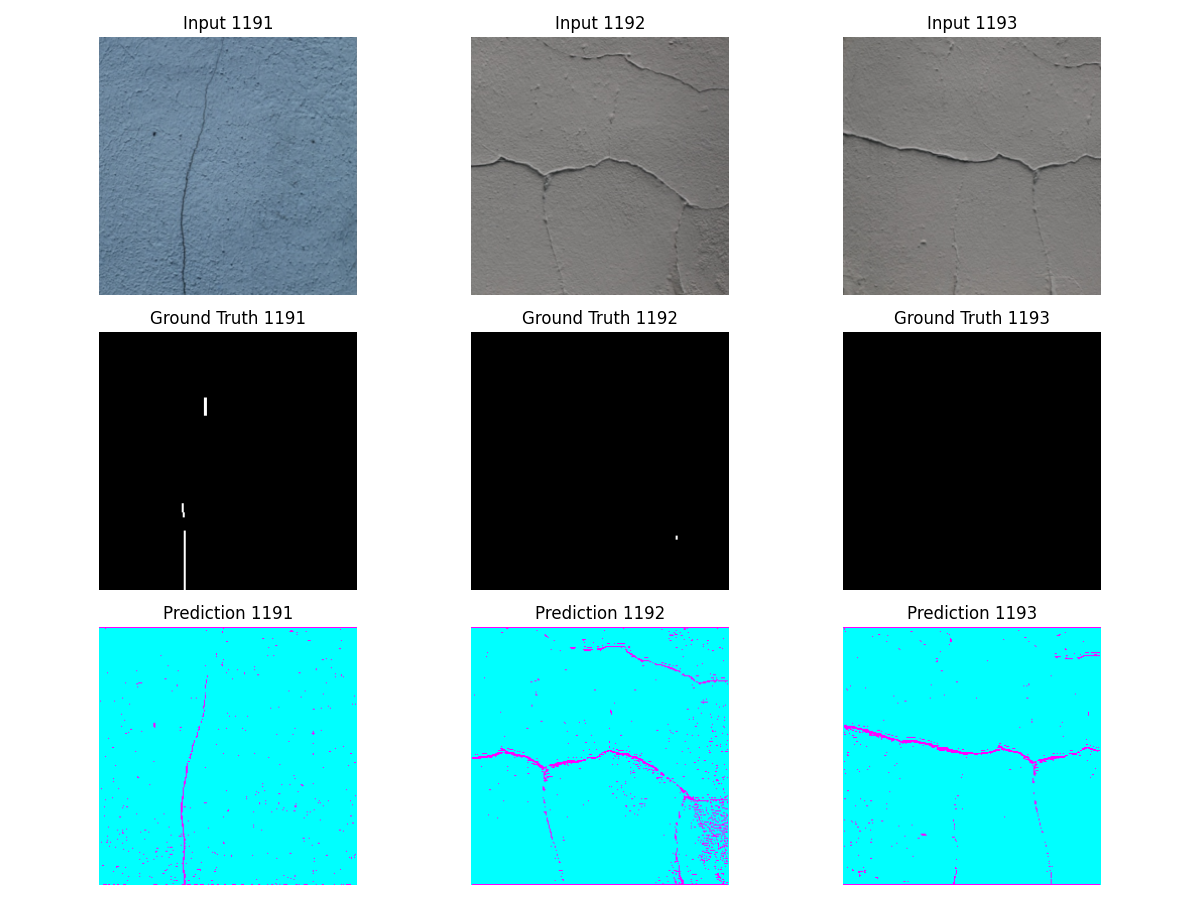 Input 1191
Input 1192
Input 1193
Ground Truth 1191
Ground Truth 1192
Ground Truth 1193
Prediction 1191
Prediction 1192
Prediction 1193